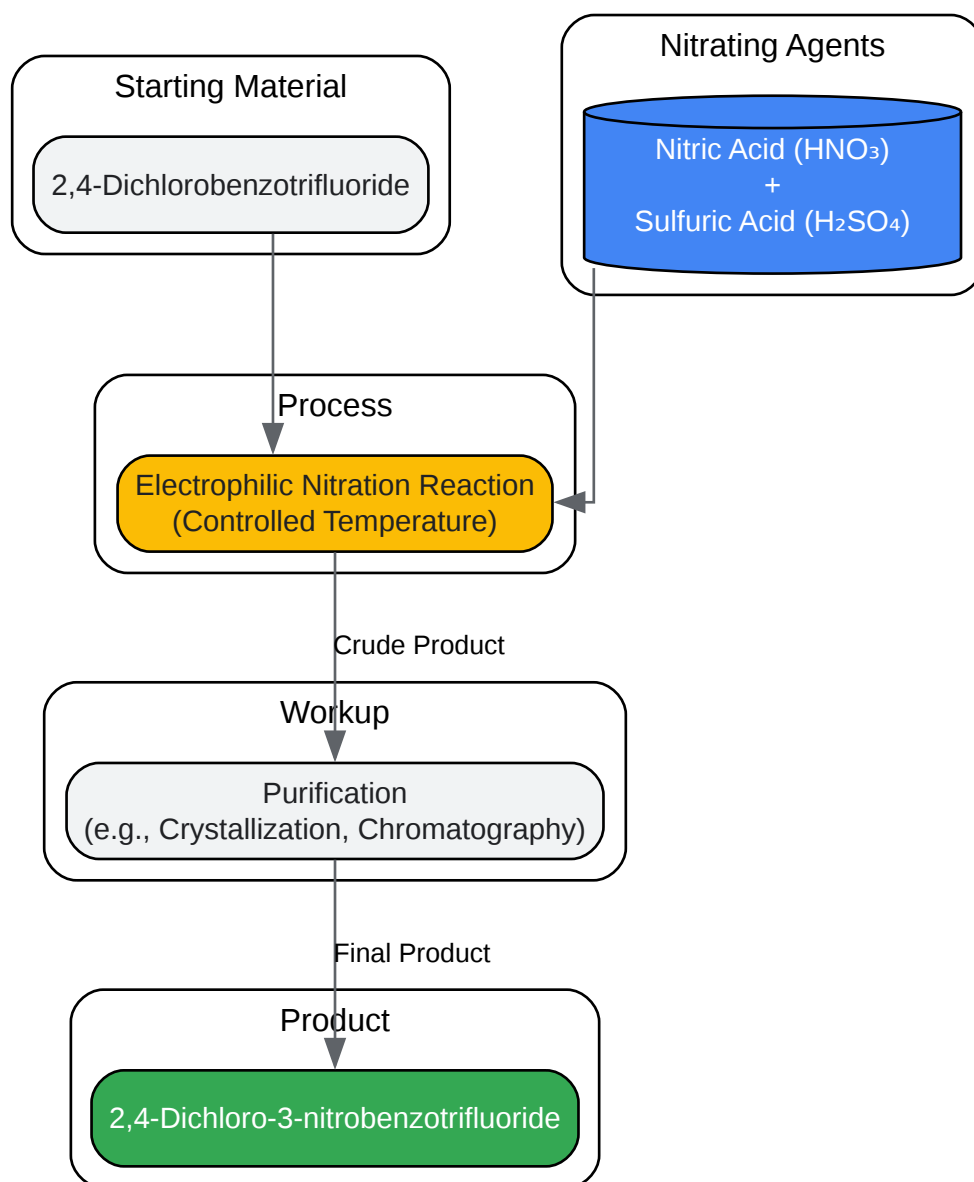 Starting Material
2,4-Dichlorobenzotrifluoride
Nitrating Agents
Nitric Acid (HNO₃)
+
Sulfuric Acid (H₂SO₄)
Process
Electrophilic Nitration Reaction
(Controlled Temperature)
Crude Product
Workup
Purification
(e.g., Crystallization, Chromatography)
Final Product
Product
2,4-Dichloro-3-nitrobenzotrifluoride